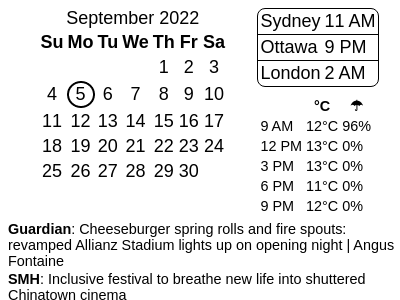 September 2022
Su Mo Tu We Th Fr Sa
1 2 3
4 5 6 7 8 9 10
11 12 13 14 15 16 17
18 19 20 21 22 23 24
25 26 27 28 29 30
Sydney 11 AM
Ottawa 9 PM
London 2 AM
°C ☂
9 AM 12°C 96%
12 PM 13°C 0%
3 PM 13°C 0%
6 PM 11°C 0%
9 PM 12°C 0%
Guardian: Cheeseburger spring rolls and fire spouts:
revamped Allianz Stadium lights up on opening night | Angus
Fontaine
SMH: Inclusive festival to breathe new life into shuttered
Chinatown cinema